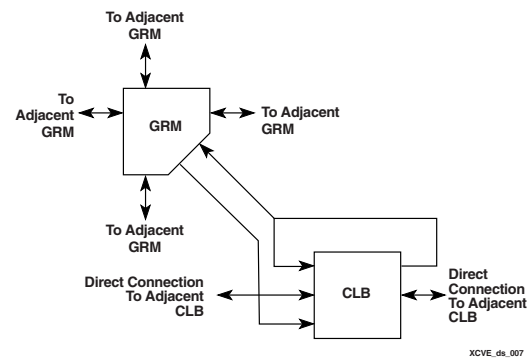 To Adjacent
GRM
To
Adjacent
GRM
GRM
To Adjacent
GRM
To Adjacent
GRM
Direct Connection
To Adjacent
CLB
CLB
Direct
Connection
To Adjacent
CLB
XCVE_ds_007